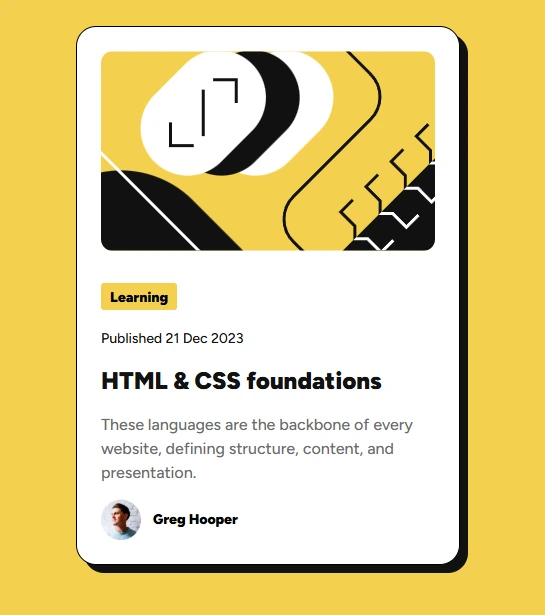 Learning
Published 21 Dec 2023
HTML & CSS foundations
These languages are the backbone of every
website, defining structure, content, and
presentation.
Greg Hooper